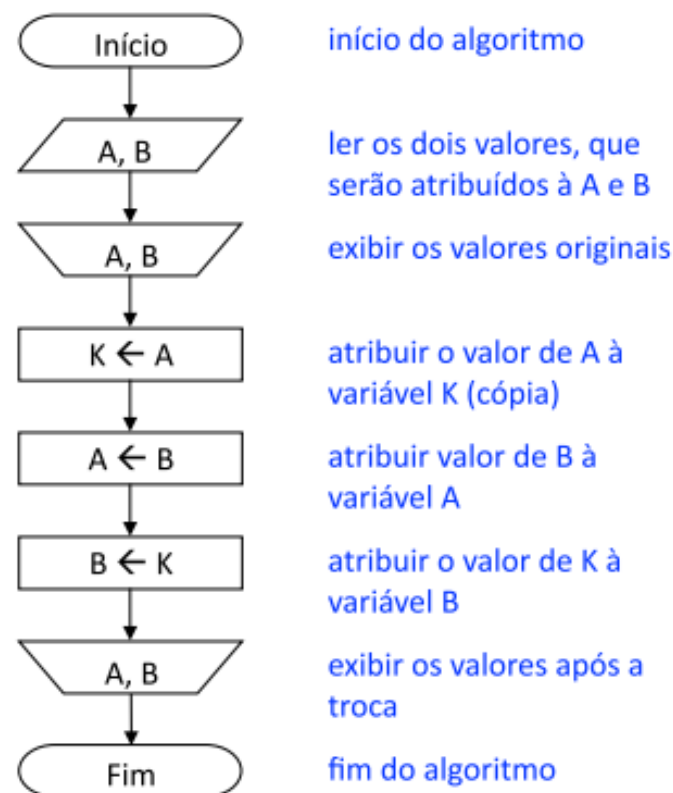 Início
início do algoritmo
A, B
ler os dois valores, que
serão atribuídos à A e B
A, B
exibir os valores originais
K ← A
atribuir o valor de A à
variável K (cópia)
A ← B
atribuir valor de B à
variável A
B ← K
atribuir o valor de K à
variável B
A, B
exibir os valores após a
troca
Fim
fim do algoritmo